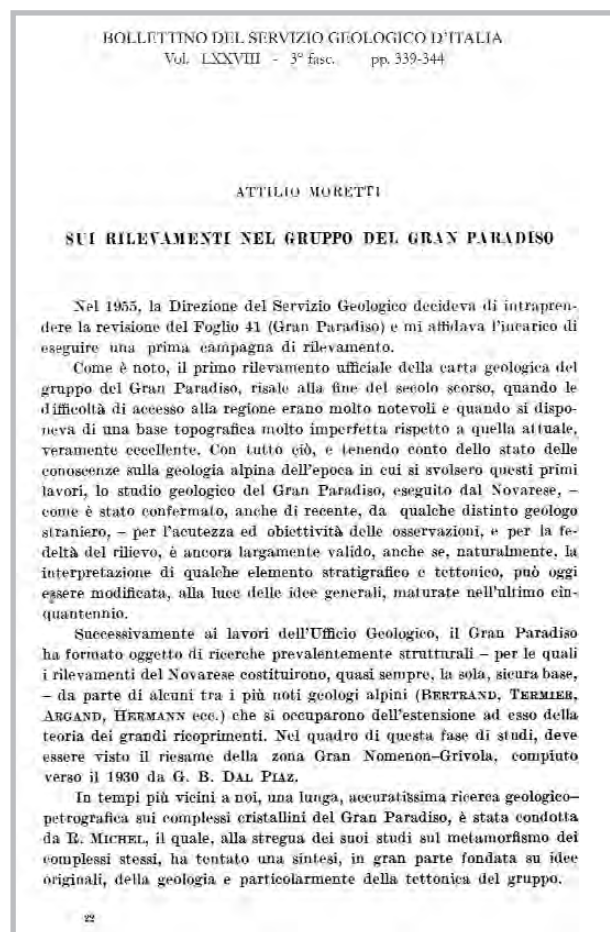 BOLLETTINO DEL SERVIZIO GEOLOGICO D'ITALIA
Vol. LXXVIII - 3° fasc. pp. 339-344
ATTILIO MORETTI
SUI RILEVAMENTI NEL GRUPPO DEL GRAN PARADISO
Nel 1955, la Direzione del Servizio Geologico decideva di intrapren-
dere la revisione del Foglio 41 (Gran Paradiso) e mi affidava l'incarico di
eseguire una prima campagna di rilevamento.
Come è noto, il primo rilevamento ufficiale della carta geologica del
gruppo del Gran Paradiso, risale alla fine del secolo scorso, quando le
difficoltà di accesso alla regione erano molto notevoli e quando si dispo-
neva di una base topografica molto imperfetta rispetto a quella attuale,
veramente eccellente. Con tutto ciò, e tenendo conto dello stato delle
conoscenze sulla geologia alpina dell'epoca in cui si svolsero questi primi
lavori, lo studio geologico del Gran Paradiso, eseguito dal Novarese, –
come è stato confermato, anche di recente, da qualche distinto geologo
straniero, – per l'acutezza ed obiettività delle osservazioni, e per la fe-
deltà del rilievo, è ancora largamente valido, anche se, naturalmente, la
interpretazione di qualche elemento stratigrafico e tettonico, può oggi
essere modificata, alla luce delle idee generali, maturate nell'ultimo cin-
quantennio.
Successivamente ai lavori dell'Ufficio Geologico, il Gran Paradiso
ha formato oggetto di ricerche prevalentemente strutturali – per le quali
i rilevamenti del Novarese costituirono, quasi sempre, la sola, sicura base,
– da parte di alcuni tra i più noti geologi alpini (BERTRAND, TERMIER,
ARGAND, HERMANN ecc.) che si occuparono dell'estensione ad esso della
teoria dei grandi ricoprimenti. Nel quadro di questa fase di studi, deve
essere visto il riesame della zona Gran Nomenon–Grivola, compiuto
verso il 1930 da G. B. DAL PIAZ.
In tempi più vicini a noi, una lunga, accuratissima ricerca geologico–
petrografica sui complessi cristallini del Gran Paradiso, è stata condotta
da R. MICHEL, il quale, alla stregua dei suoi studi sul metamorfismo dei
complessi stessi, ha tentato una sintesi, in gran parte fondata su idee
originali, della geologia e particolarmente della tettonica del gruppo.
22